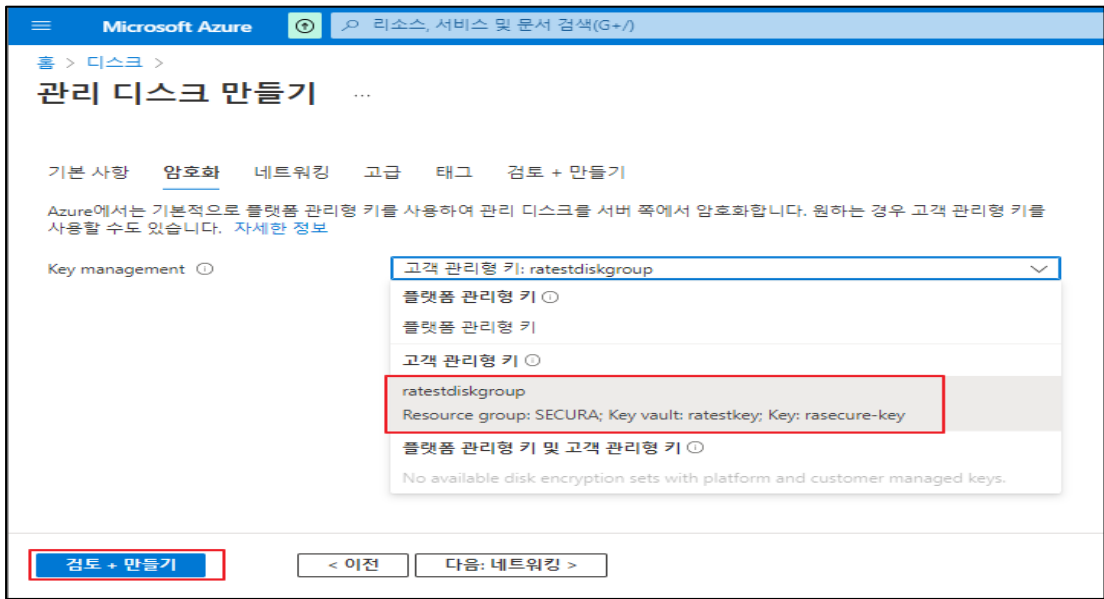 Microsoft Azure
리소스, 서비스 및 문서 검색(G+/)
홈 > 디스크 >
관리 디스크 만들기 ...
기본 사항 암호화 네트워킹 고급 태그 검토 + 만들기
Azure에서는 기본적으로 플랫폼 관리형 키를 사용하여 관리 디스크를 서버 쪽에서 암호화합니다. 원하는 경우 고객 관리형 키를
사용할 수도 있습니다. 자세한 정보
Key management
고객 관리형 키: ratestdiskgroup
플랫폼 관리형 키
플랫폼 관리형 키
고객 관리형 키
ratestdiskgroup
Resource group: SECURA; Key vault: ratestkey; Key: rasecure-key
플랫폼 관리형 키 및 고객 관리형 키
No available disk encryption sets with platform and customer managed keys.
검토 + 만들기 < 이전 다음: 네트워킹 >